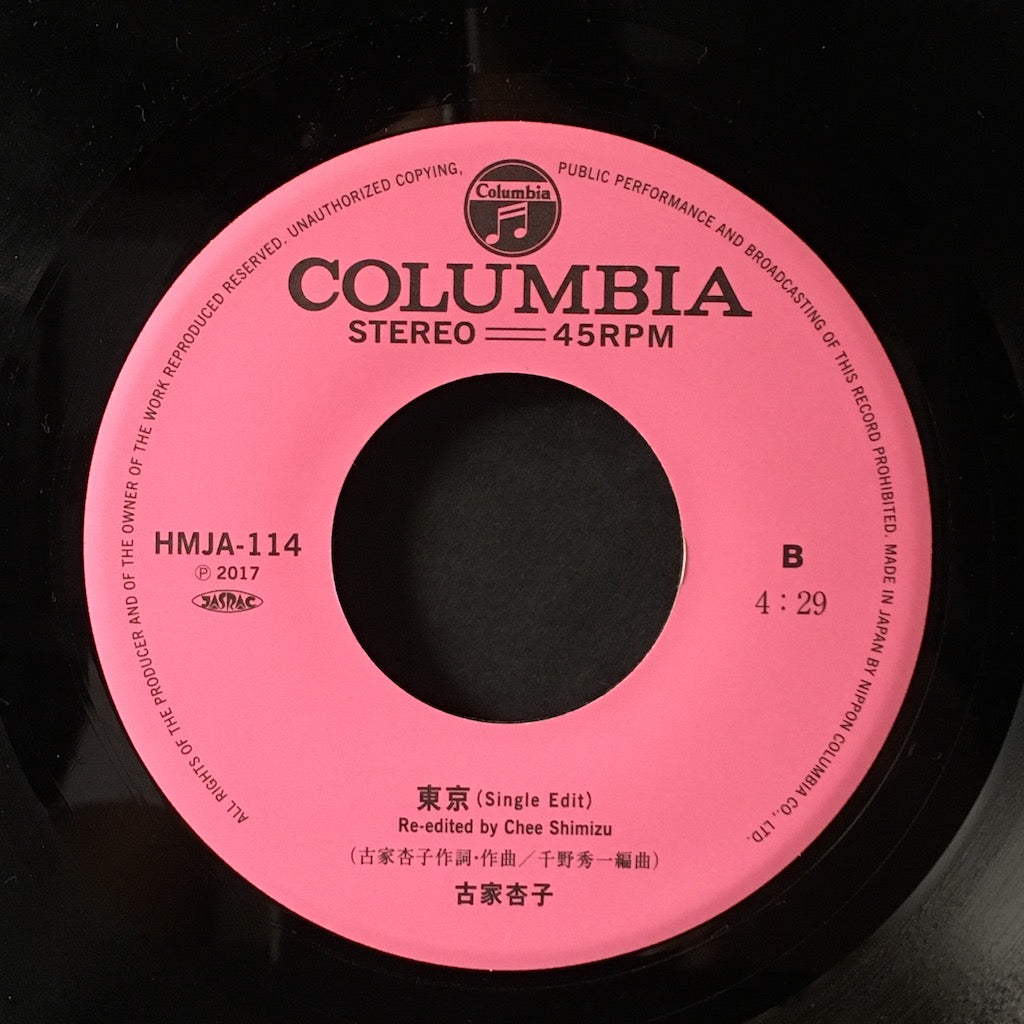 ALL RIGHTS OF THE PRODUCER AND OF THE OWNER OF THE WORK REPRODUCED RESERVED. UNAUTHORIZED COPYING, PUBLIC PERFORMANCE AND BROADCASTING OF THIS RECORD PROHIBITED. MADE IN JAPAN BY NIPPON COLUMBIA CO., LTD.
Columbia
COLUMBIA
STEREO 45RPM
HMJA-114
Ⓟ 2017
JASRAC
B
4:29
東京(Single Edit)
Re-edited by Chee Shimizu
(古家杏子作詞・作曲/千野秀一編曲)
古家杏子